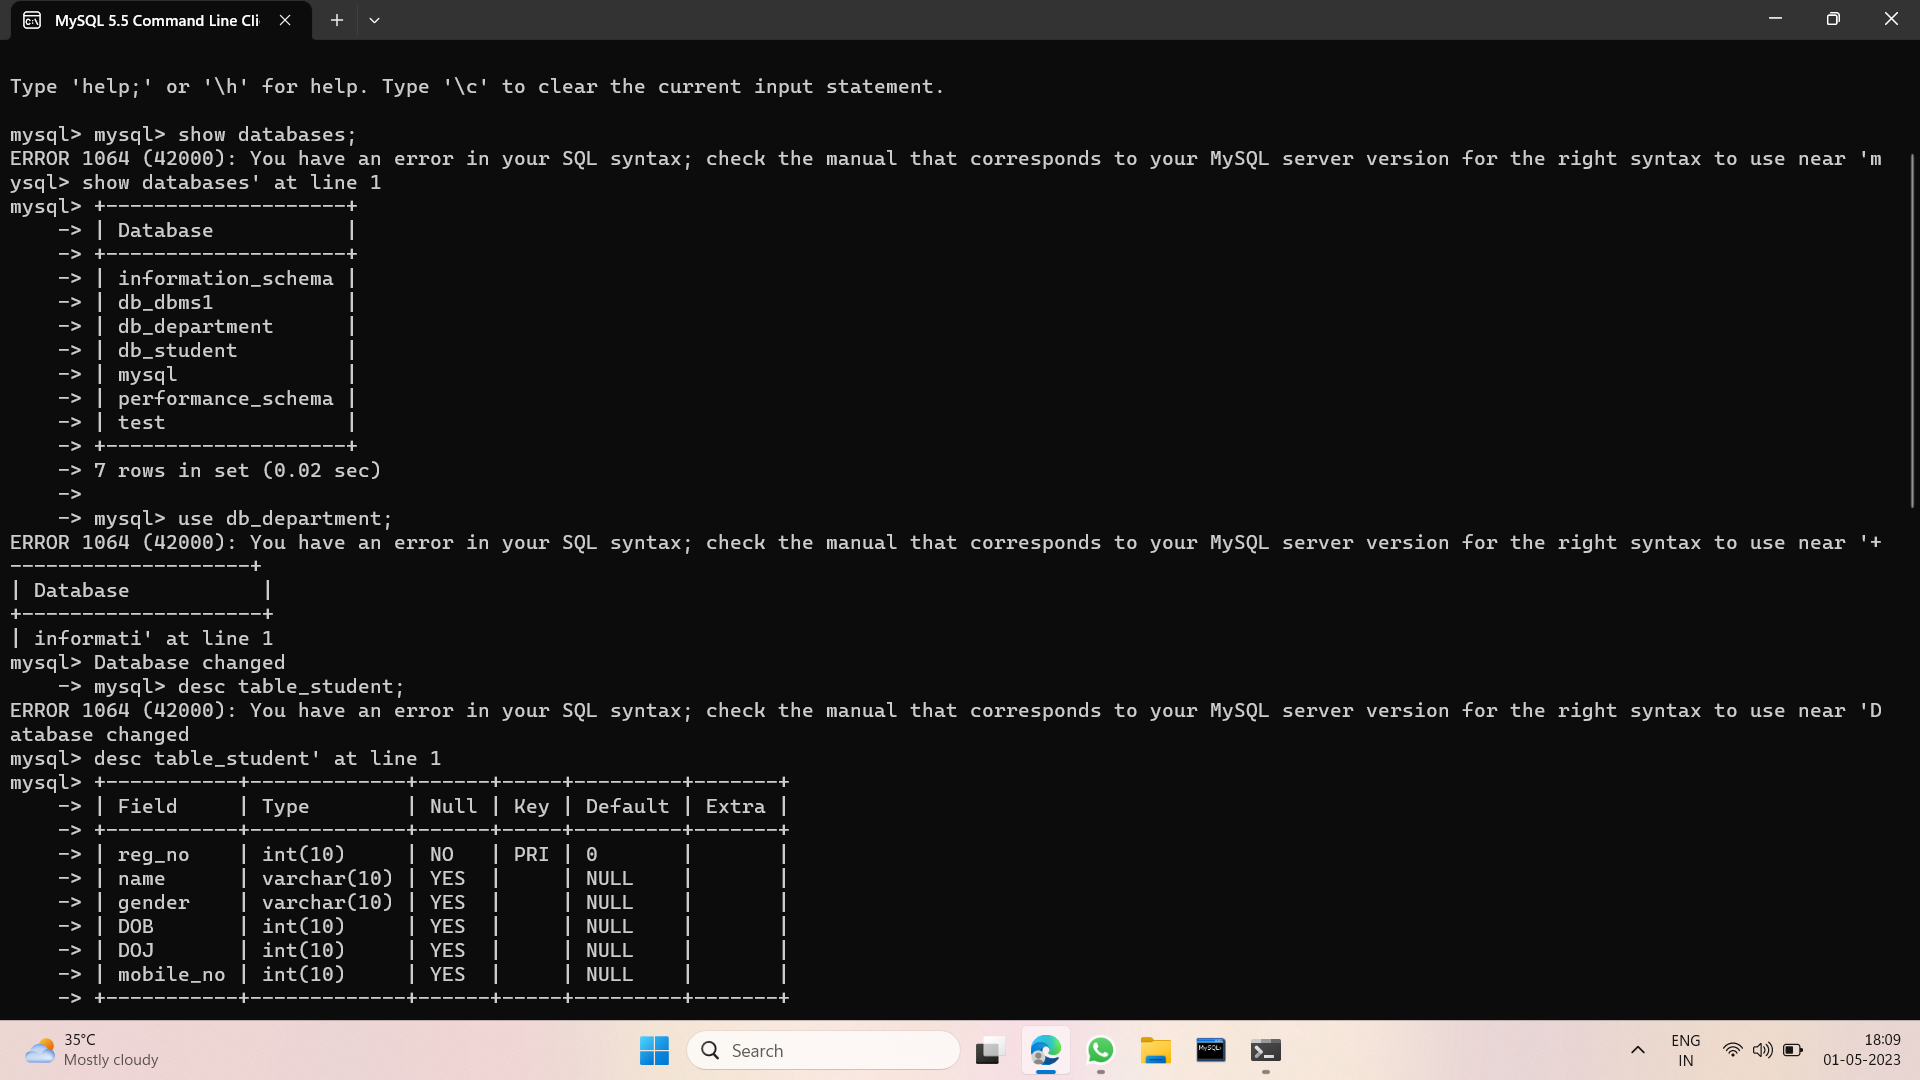 MySQL 5.5 Command Line Cli
Type 'help;' or '\h' for help. Type '\c' to clear the current input statement.
mysql> mysql> show databases;
ERROR 1064 (42000): You have an error in your SQL syntax; check the manual that corresponds to your MySQL server version for the right syntax to use near 'm
ysql> show databases' at line 1
mysql> +--------------------+
    -> | Database           |
    -> +--------------------+
    -> | information_schema |
    -> | db_dbms1           |
    -> | db_department      |
    -> | db_student         |
    -> | mysql              |
    -> | performance_schema |
    -> | test               |
    -> +--------------------+
    -> 7 rows in set (0.02 sec)
    ->
    -> mysql> use db_department;
ERROR 1064 (42000): You have an error in your SQL syntax; check the manual that corresponds to your MySQL server version for the right syntax to use near '+
--------------------+
| Database           |
+--------------------+
| informati' at line 1
mysql> Database changed
    -> mysql> desc table_student;
ERROR 1064 (42000): You have an error in your SQL syntax; check the manual that corresponds to your MySQL server version for the right syntax to use near 'D
atabase changed
mysql> desc table_student' at line 1
mysql> +-----------+-------------+------+-----+---------+-------+
    -> | Field     | Type        | Null | Key | Default | Extra |
    -> +-----------+-------------+------+-----+---------+-------+
    -> | reg_no    | int(10)     | NO   | PRI | 0       |       |
    -> | name      | varchar(10) | YES  |     | NULL    |       |
    -> | gender    | varchar(10) | YES  |     | NULL    |       |
    -> | DOB       | int(10)     | YES  |     | NULL    |       |
    -> | DOJ       | int(10)     | YES  |     | NULL    |       |
    -> | mobile_no | int(10)     | YES  |     | NULL    |       |
    -> +-----------+-------------+------+-----+---------+-------+
35°C
Mostly cloudy
Search
MySQL
ENG
IN
18:09
01-05-2023